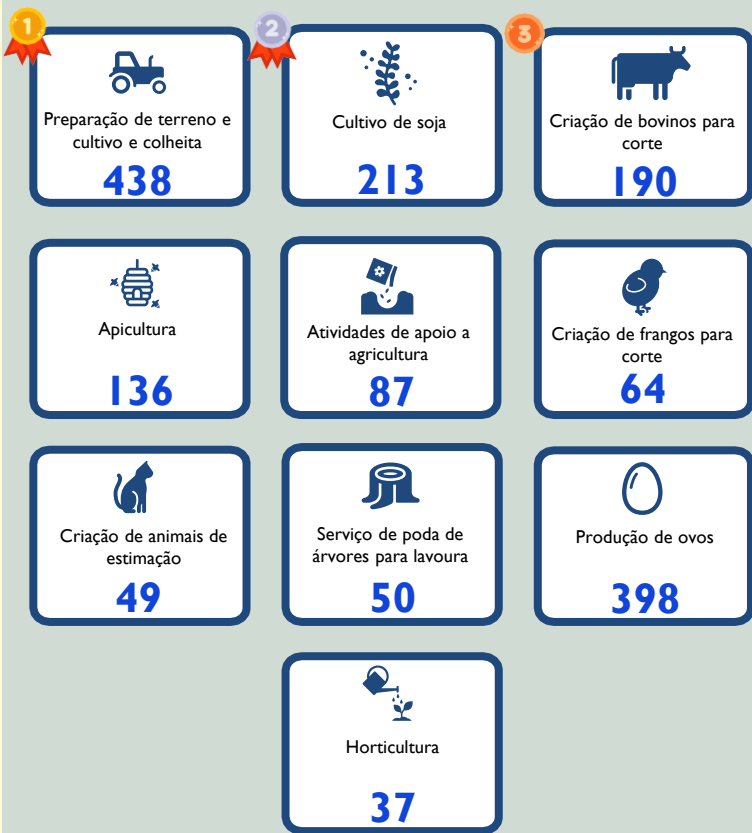 1
2
3
Preparação de terreno e
cultivo e colheita
438
Cultivo de soja
213
Criação de bovinos para
corte
190
Apicultura
136
Atividades de apoio a
agricultura
87
Criação de frangos para
corte
64
Criação de animais de
estimação
49
Serviço de poda de
árvores para lavoura
50
Produção de ovos
398
Horticultura
37